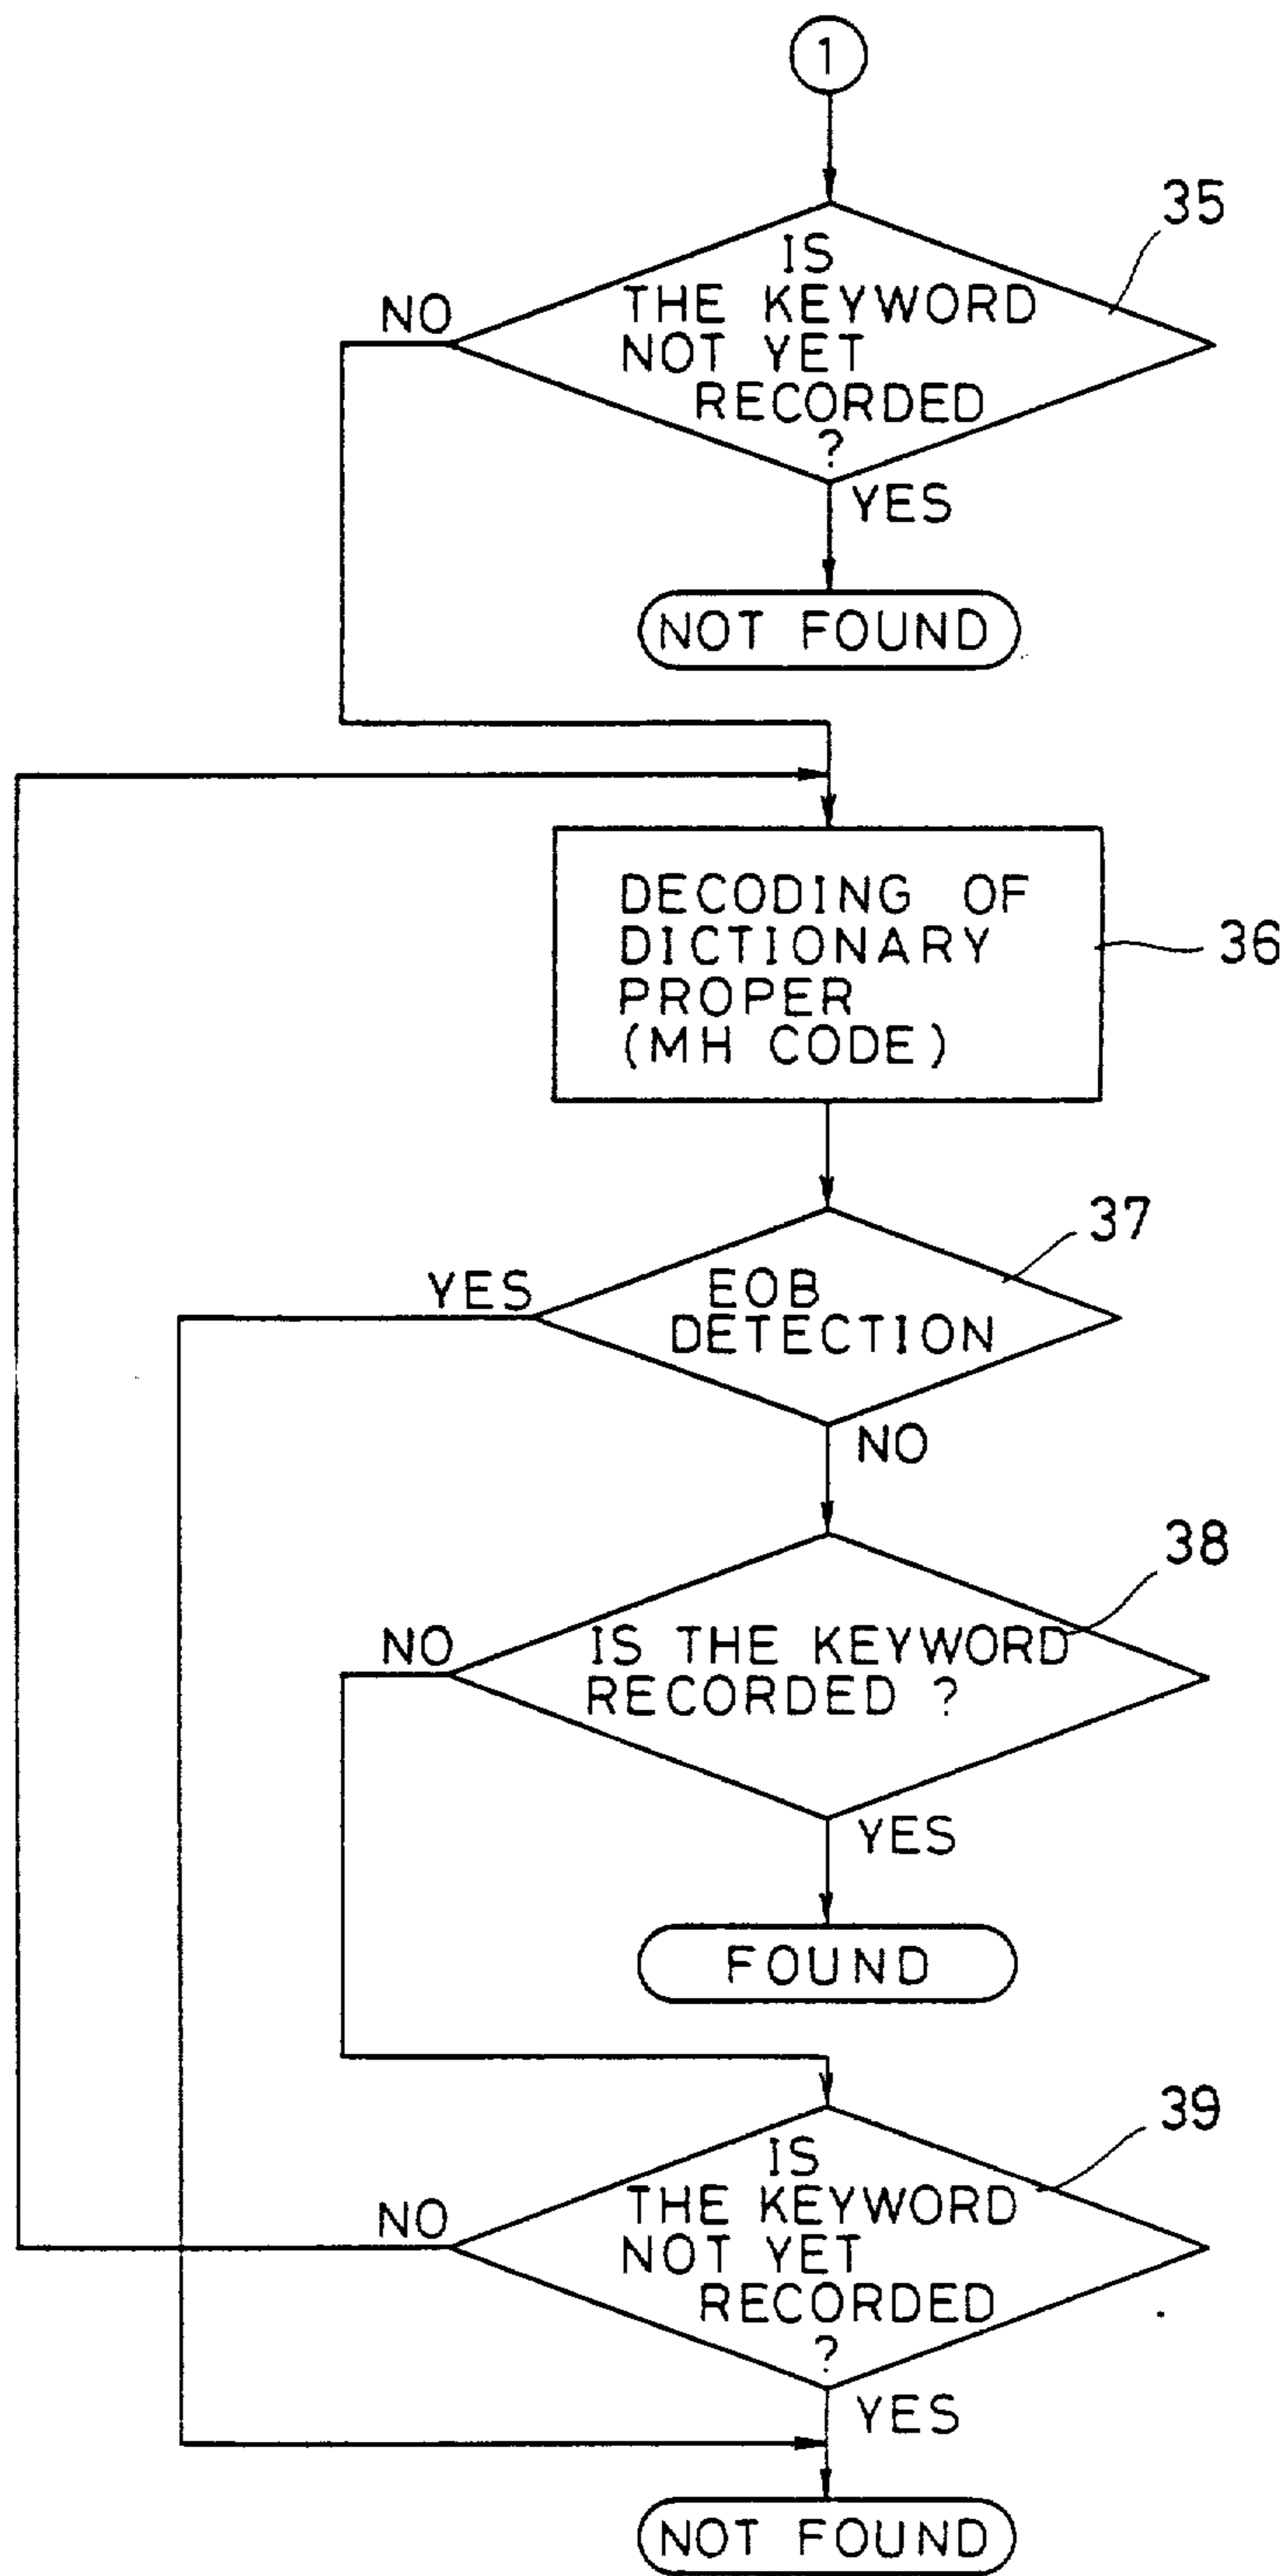 1
35
IS
THE KEYWORD
NOT YET
RECORDED
?
NO
YES
NOT FOUND
DECODING OF
DICTIONARY
PROPER
(MH CODE)
36
37
YES
EOB
DETECTION
NO
38
NO
IS THE KEYWORD
RECORDED ?
YES
FOUND
39
IS
THE KEYWORD
NOT YET
RECORDED
?
NO
YES
NOT FOUND